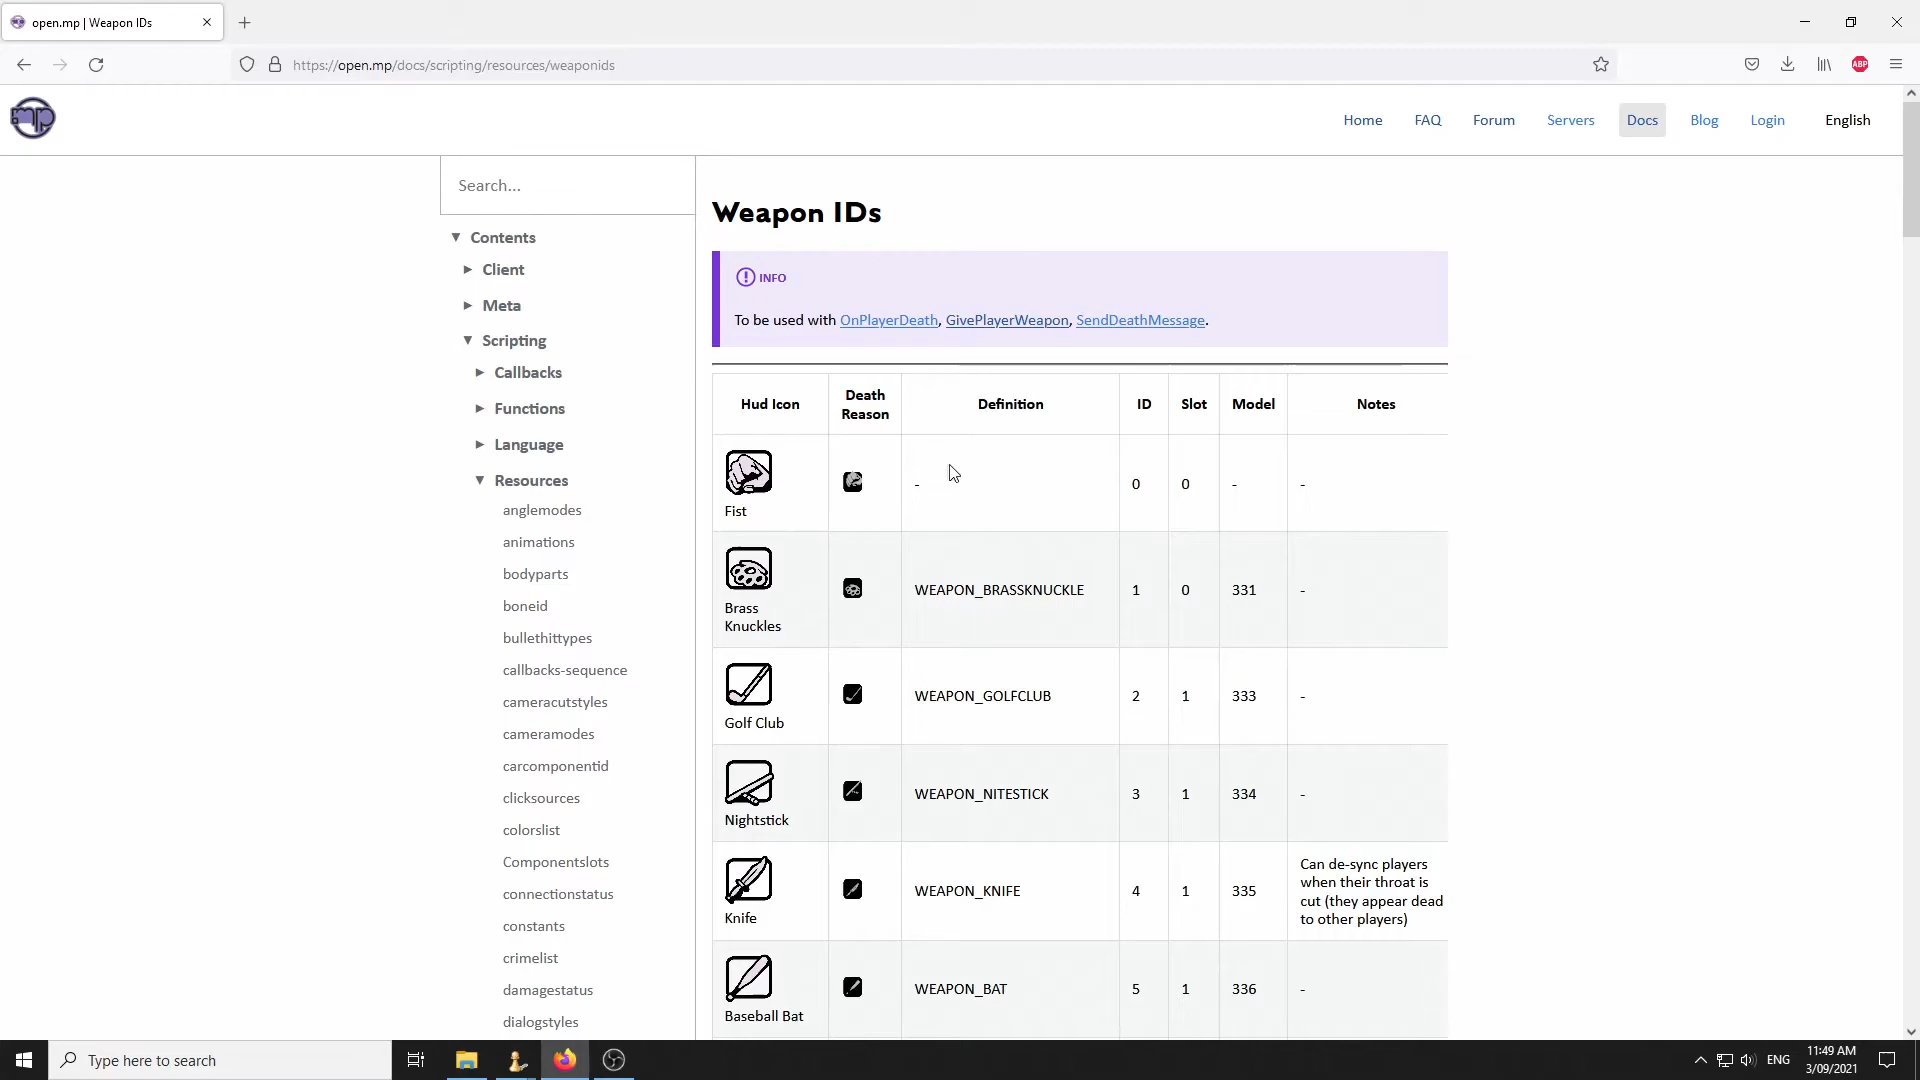 open.mp | Weapon IDs
https://open.mp/docs/scripting/resources/weaponids
ABP
mp
Home
FAQ
Forum
Servers
Docs
Blog
Login
English
Search...
Contents
Client
Meta
Scripting
Callbacks
Functions
Language
Resources
anglemodes
animations
bodyparts
boneid
bullethittypes
callbacks-sequence
cameracutstyles
cameramodes
carcomponentid
clicksources
colorslist
Componentslots
connectionstatus
constants
crimelist
damagestatus
dialogstyles
Weapon IDs
INFO
To be used with OnPlayerDeath, GivePlayerWeapon, SendDeathMessage.
Hud Icon
Death
Reason
Definition
ID
Slot
Model
Notes
Fist
-
0
0
-
-
Brass
Knuckles
WEAPON_BRASSKNUCKLE
1
0
331
-
Golf Club
WEAPON_GOLFCLUB
2
1
333
-
Nightstick
WEAPON_NITESTICK
3
1
334
-
Knife
WEAPON_KNIFE
4
1
335
Can de-sync players
when their throat is
cut (they appear dead
to other players)
Baseball Bat
WEAPON_BAT
5
1
336
-
Type here to search
ENG
11:49 AM
3/09/2021